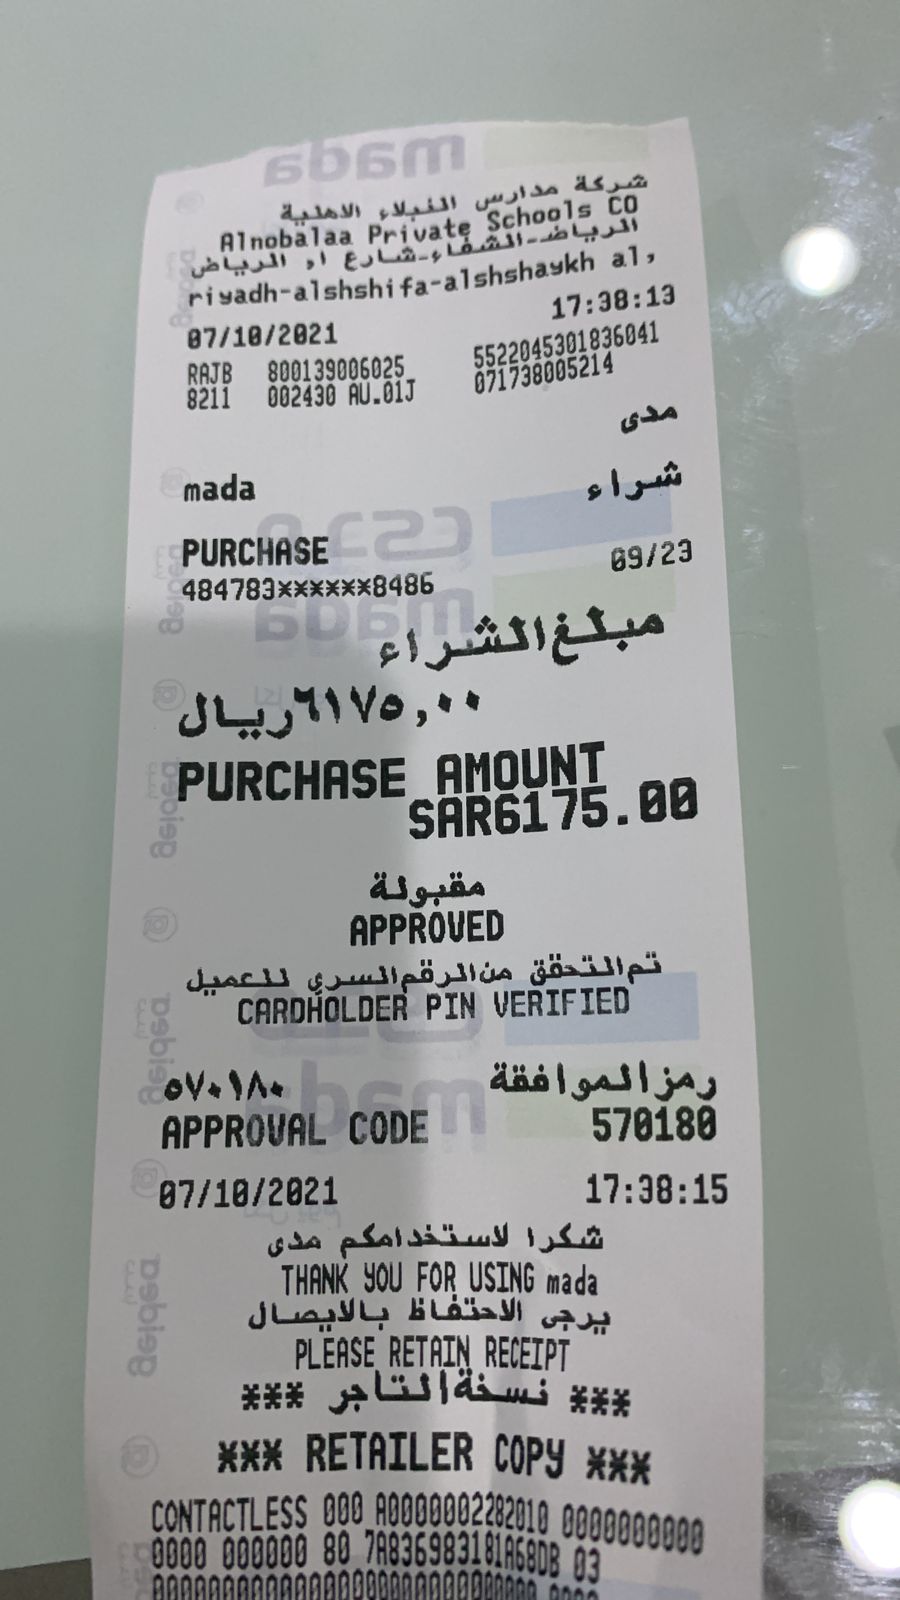 mada
شركة مدارس النبلاء الاهلية
Alnobalaa Private Schools CO
الرياض-الشفاء-شارع ا، الرياض
riyadh-alshshifa-alshshaykh al,
07/10/2021 17:38:13
RAJB 800139006025 5522045301836041
8211 002430 AU.01J 071738005214
مدى
mada
شراء
PURCHASE 09/23
484783******8486
مبلغ الشراء
٦١٧٥,٠٠ ريال
PURCHASE AMOUNT
SAR6175.00
مقبولة
APPROVED
تم التحقق من الرقم السري للعميل
CARDHOLDER PIN VERIFIED
رمز الموافقة ٥٧٠١٨٠
APPROVAL CODE 570180
07/10/2021 17:38:15
شكرا لاستخدامكم مدى
THANK YOU FOR USING mada
يرجى الاحتفاظ بالايصال
PLEASE RETAIN RECEIPT
*** نسخة التاجر ***
*** RETAILER COPY ***
CONTACTLESS 000 A0000002282010 0000000000
0000 000000 80 7A836983181A68DB 03